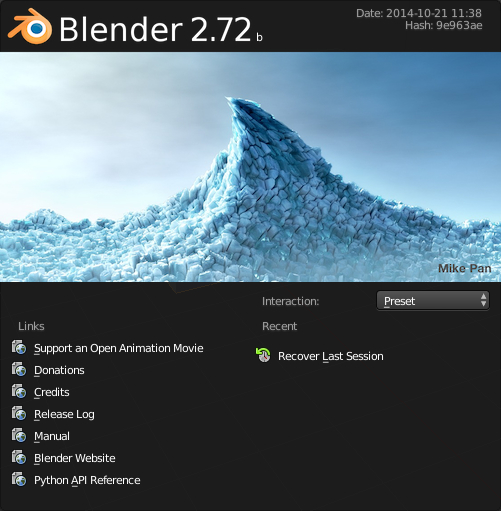 Blender 2.72 b
Date: 2014-10-21 11:38
Hash: 9e963ae
Mike Pan
Interaction: Preset
Links
Support an Open Animation Movie
Donations
Credits
Release Log
Manual
Blender Website
Python API Reference
Recent
Recover Last Session